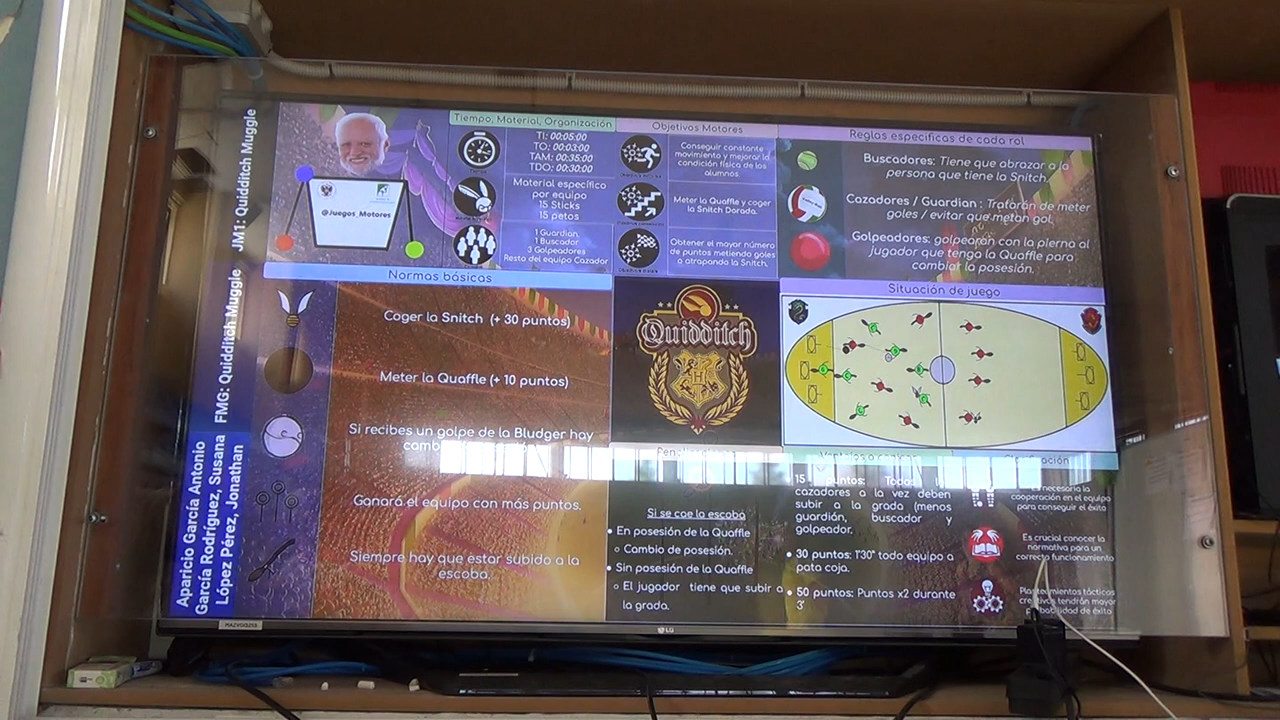 JM1: Quidditch Muggle
FMG: Quidditch Muggle
Aparicio García Antonio
García Rodríguez, Susana
López Pérez, Jonathan
@Juegos_Motores
Tiempo, Material, Organización
TI: 00:05:00
TO: 00:03:00
TAM: 00:35:00
TDO: 00:30:00
Material específico
por equipo
15 Sticks
15 petos
1 Guardian.
1 Buscador
3 Golpeadores
Resto del equipo Cazador
Objetivos Motores
Conseguir constante
movimiento y mejorar la
condición física de los
alumnos.
Meter la Quaffle y coger
la Snitch Dorada.
Obtener el mayor número
de puntos metiendo goles
o atrapando la Snitch.
Reglas especificas de cada rol
Buscadores: Tiene que abrazar a la
persona que tiene la Snitch.
Cazadores / Guardian : Tratarán de meter
goles / evitar que metan gol.
Golpeadores: golpearán con la pierna al
jugador que tenga la Quaffle para
cambiar la posesión.
Normas básicas
Coger la Snitch (+ 30 puntos)
Meter la Quaffle (+ 10 puntos)
Si recibes un golpe de la Bludger hay
Ganará el equipo con más puntos.
Siempre hay que estar subido a la
escoba.
Quidditch
H
Situación de juego
Si se cae la escoba
En posesión de la Quaffle
Cambio de posesión.
Sin posesión de la Quaffle
El jugador tiene que subir a
la grada.
15 puntos: Todos
cazadores a la vez deben
subir a la grada (menos
guardián, buscador y
golpeador.
30 puntos: 1'30" todo equipo a
pata coja.
50 puntos: Puntos x2 durante
3'
Es necesaria la
cooperación en el equipo
para conseguir el éxito
Es crucial conocer la
normativa para un
correcto funcionamiento
Planteamientos tácticos
creativos tendrán mayor
probabilidad de éxito
LG